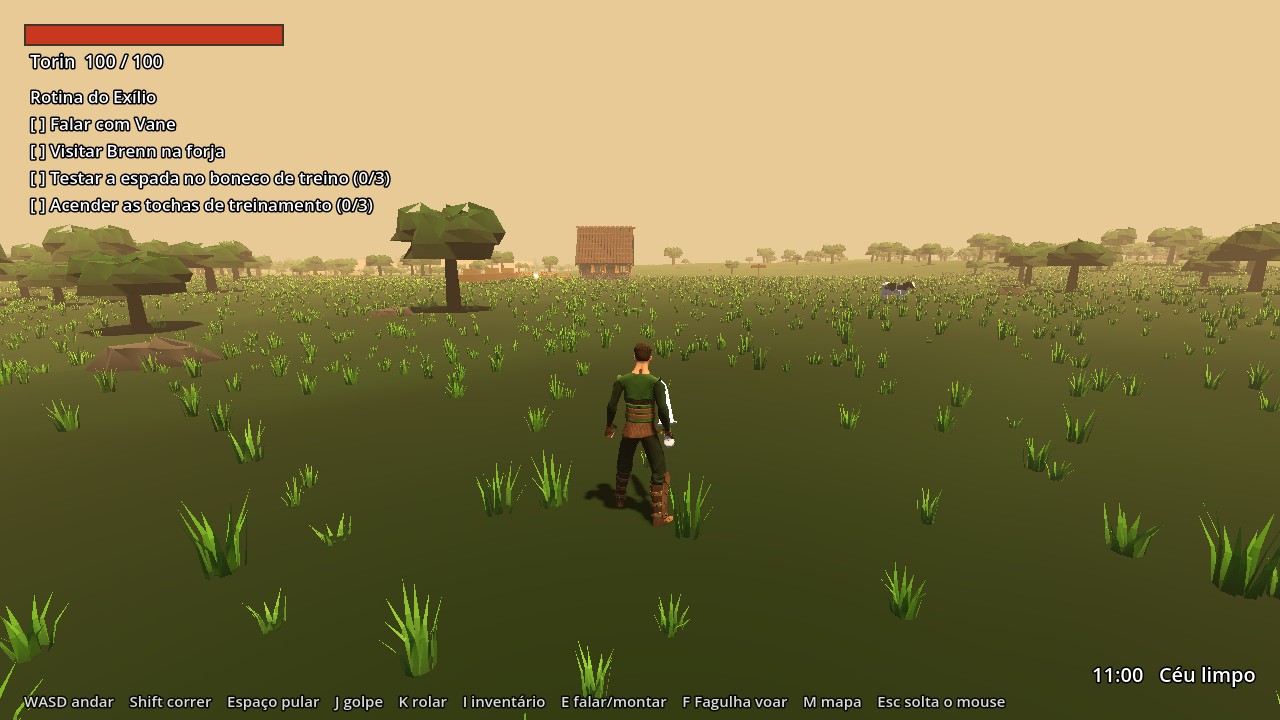 Torin 100 / 100
Rotina do Exílio
[ ] Falar com Vane
[ ] Visitar Brenn na forja
[ ] Testar a espada no boneco de treino (0/3)
[ ] Acender as tochas de treinamento (0/3)
11:00 Céu limpo
WASD andar Shift correr Espaço pular J golpe K rolar I inventário E falar/montar F Fagulha voar M mapa Esc solta o mouse